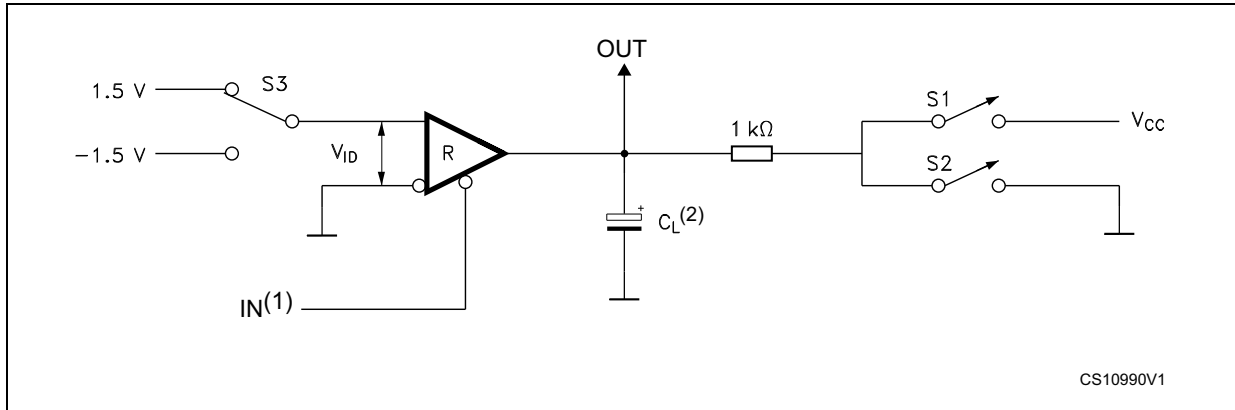 OUT
1.5 V
S3
S1
1 kΩ
VCC
-1.5 V
VID
R
S2
CL(2)
+
IN(1)
CS10990V1